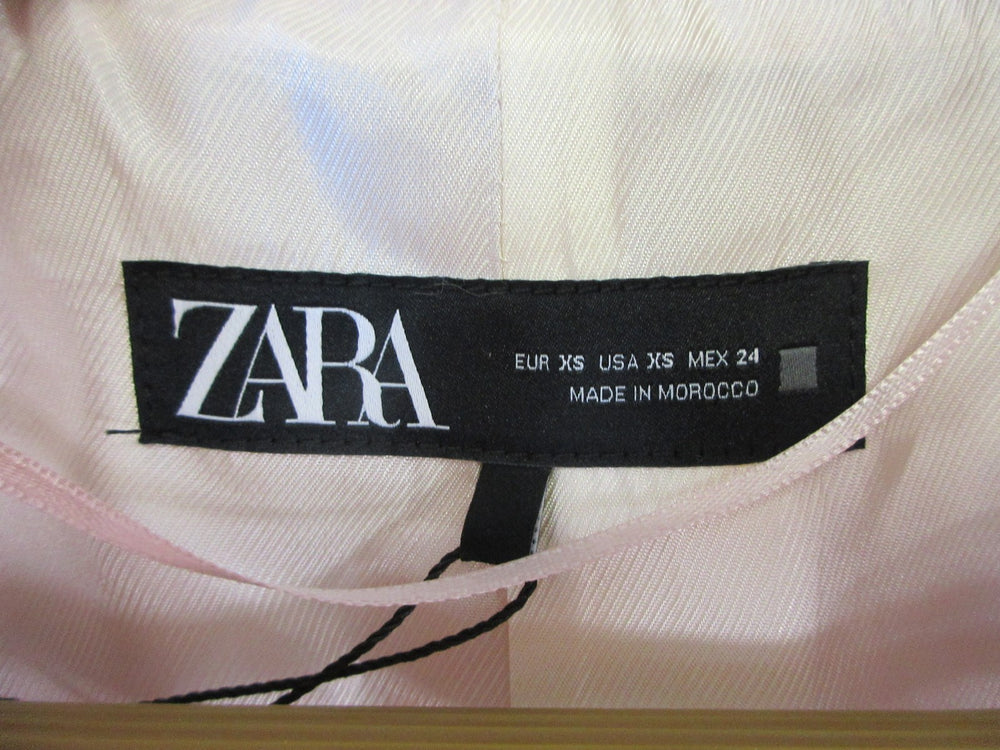 ZARA
EUR XS USA XS MEX 24
MADE IN MOROCCO